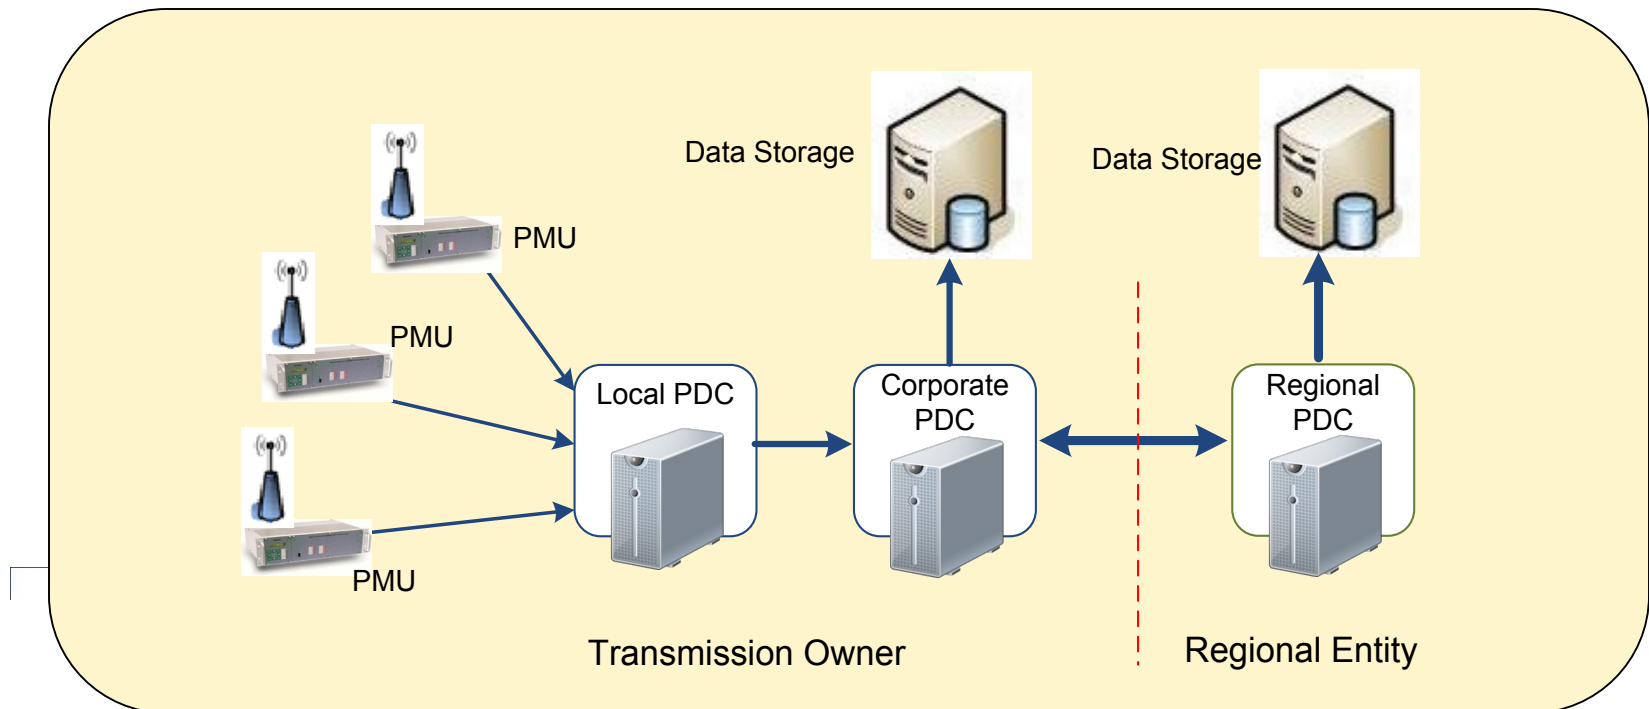 Data Storage
Data Storage
PMU
PMU
PMU
Local PDC
Corporate
PDC
Regional
PDC
Transmission Owner
Regional Entity